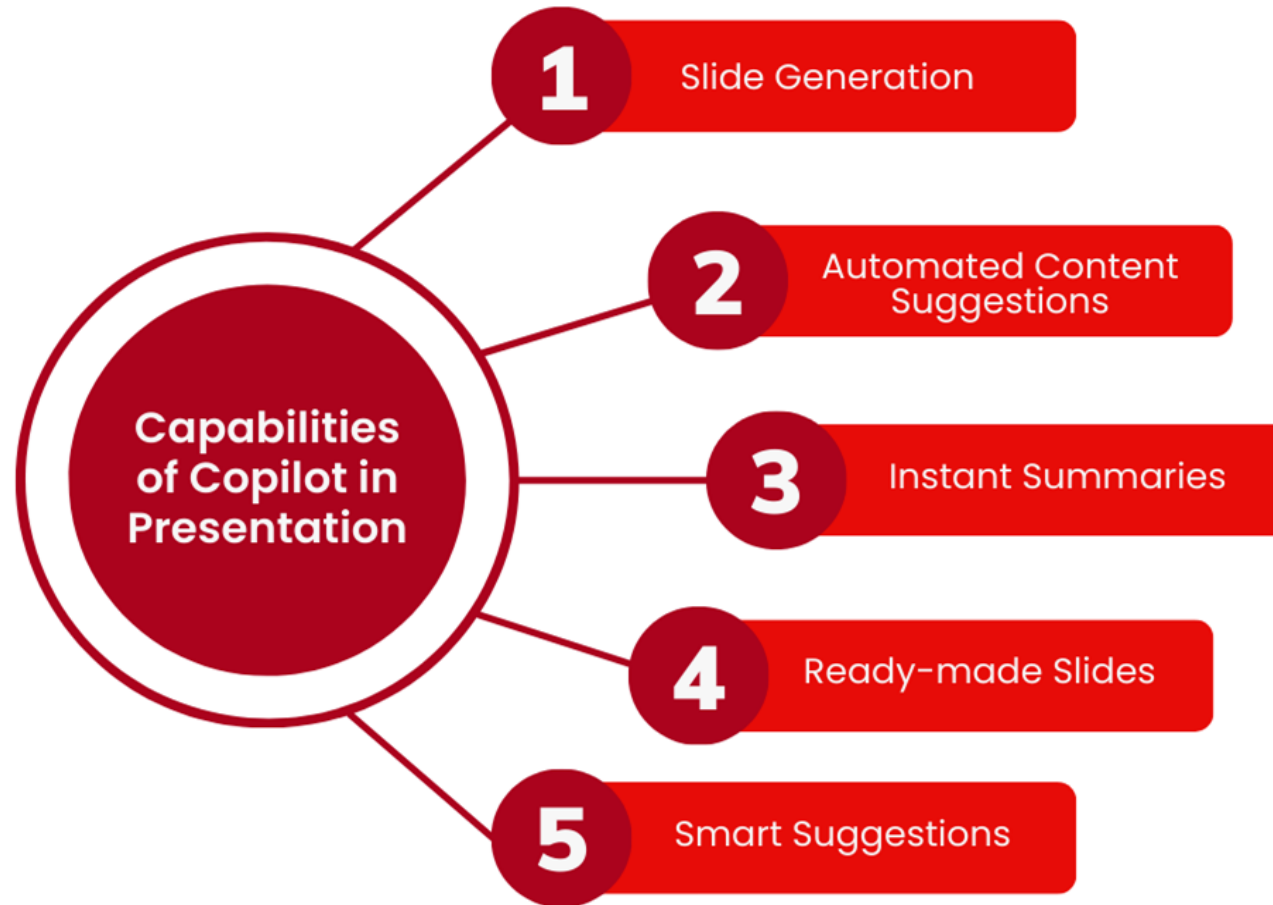 1
Slide Generation
2
Automated Content
Suggestions
3
Instant Summaries
Capabilities
of Copilot in
Presentation
4
Ready-made Slides
5
Smart Suggestions